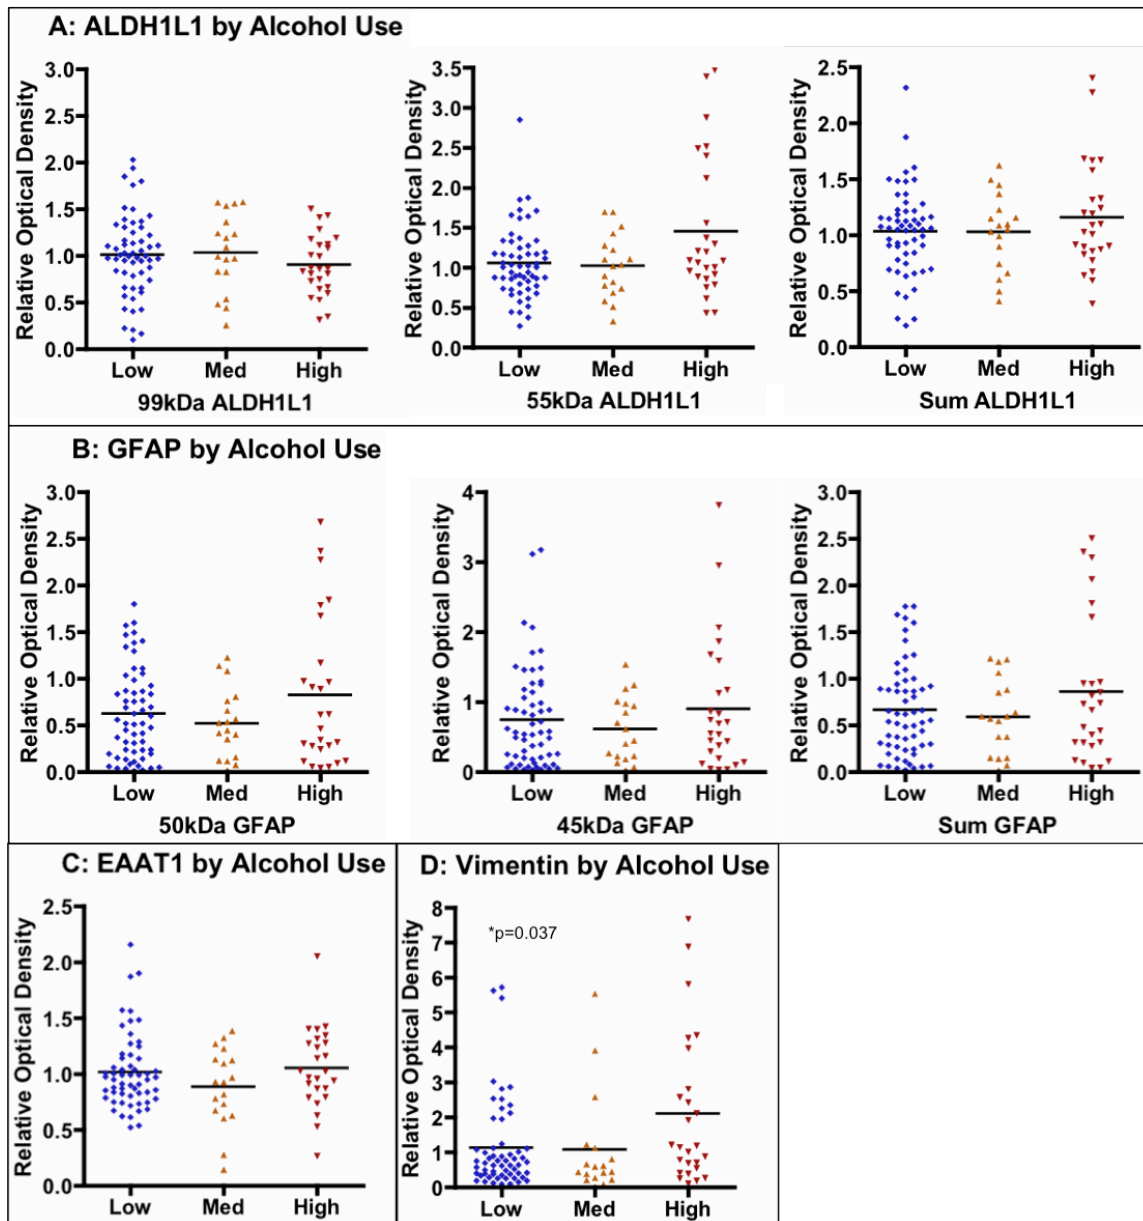 A: ALDH1L1 by Alcohol Use
Relative Optical Density
3.0
2.5
2.0
1.5
1.0
0.5
0.0
Low Med High
99kDa ALDH1L1
Relative Optical Density
3.5
3.0
2.5
2.0
1.5
1.0
0.5
0.0
Low Med High
55kDa ALDH1L1
Relative Optical Density
2.5
2.0
1.5
1.0
0.5
0.0
Low Med High
Sum ALDH1L1
B: GFAP by Alcohol Use
Relative Optical Density
3.0
2.5
2.0
1.5
1.0
0.5
0.0
Low Med High
50kDa GFAP
Relative Optical Density
4
3
2
1
0
Low Med High
45kDa GFAP
Relative Optical Density
3.0
2.5
2.0
1.5
1.0
0.5
0.0
Low Med High
Sum GFAP
C: EAAT1 by Alcohol Use
Relative Optical Density
2.5
2.0
1.5
1.0
0.5
0.0
Low Med High
D: Vimentin by Alcohol Use
Relative Optical Density
8
7
6
5
4
3
2
1
0
*p=0.037
Low Med High